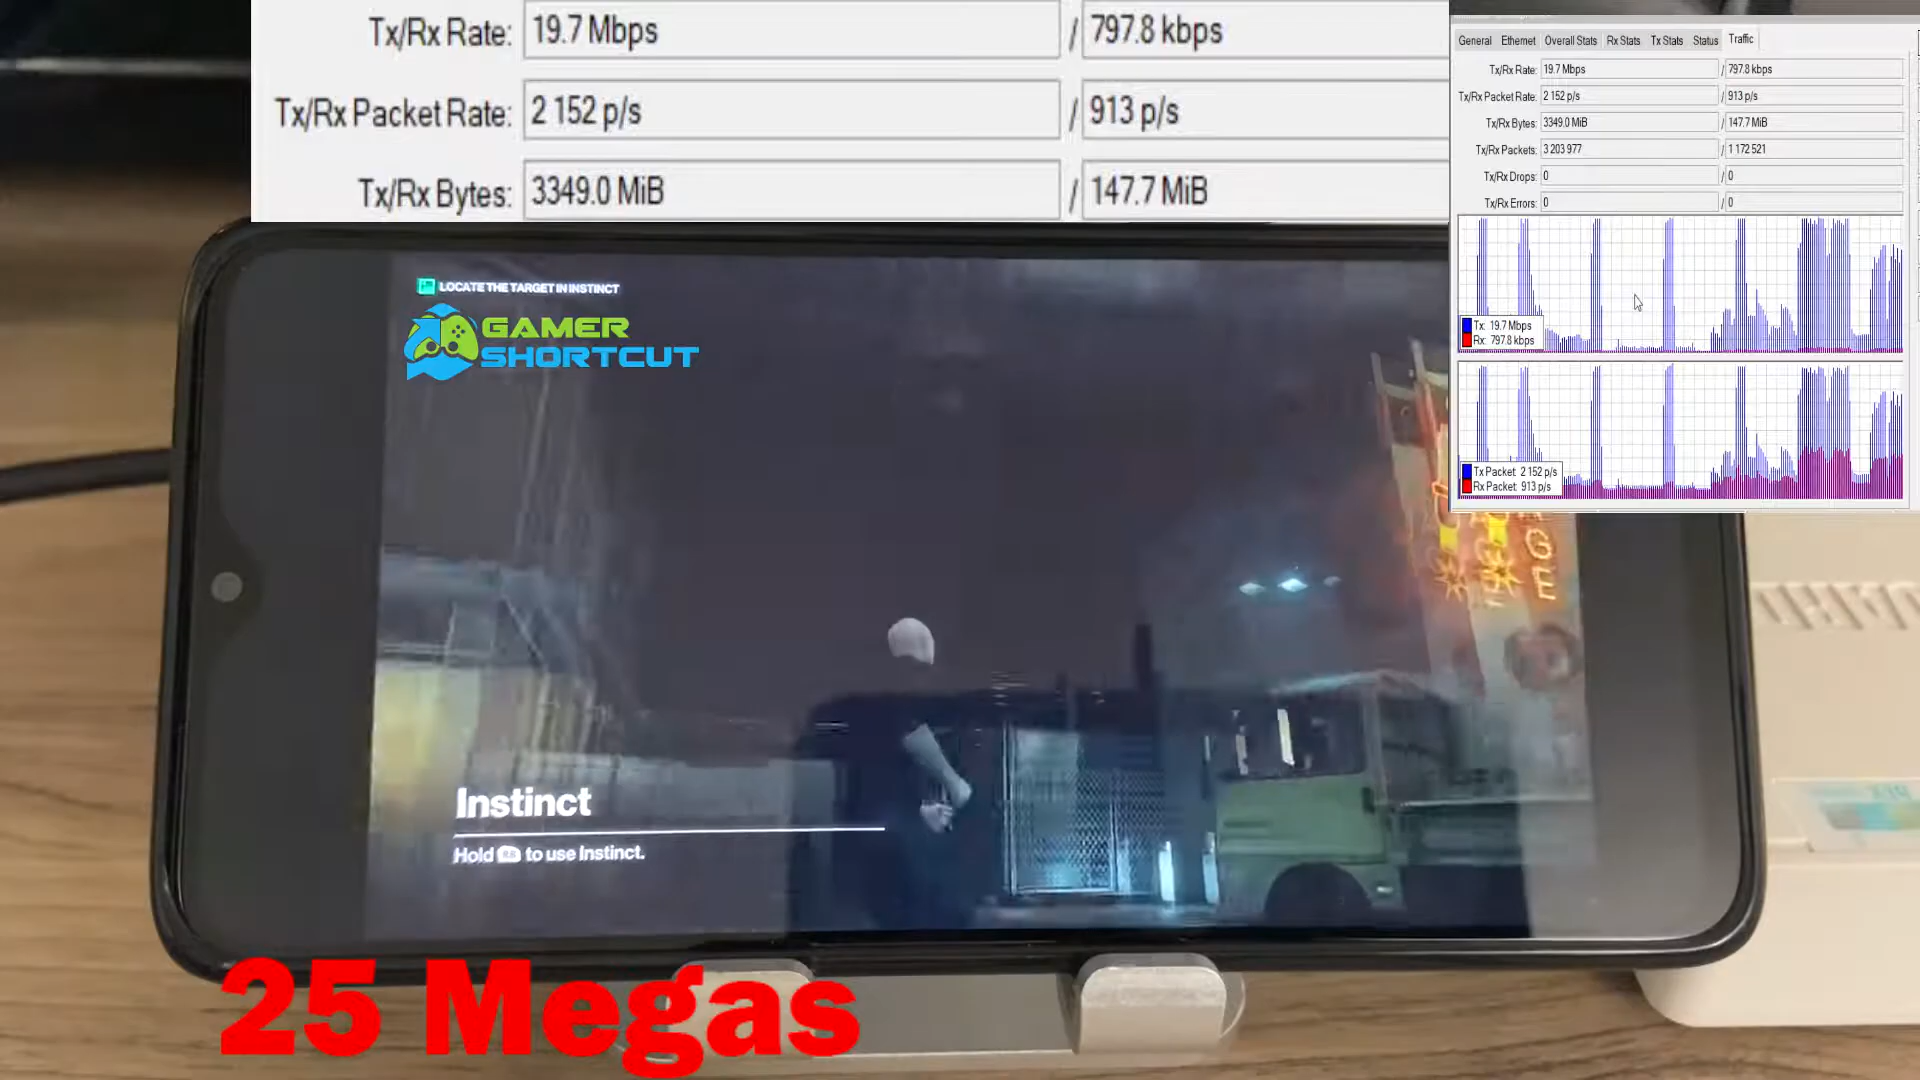 Tx/Rx Rate: 19.7 Mbps / 797.8 kbps
Tx/Rx Packet Rate: 2 152 p/s / 913 p/s
Tx/Rx Bytes: 3349.0 MiB / 147.7 MiB
General Ethernet Overall Stats Rx Stats Tx Stats Status Traffic
Tx/Rx Rate: 19.7 Mbps / 797.8 kbps
Tx/Rx Packet Rate: 2 152 p/s / 913 p/s
Tx/Rx Bytes: 3349.0 MiB / 147.7 MiB
Tx/Rx Packets: 3 203 977 / 1 172 521
Tx/Rx Drops: 0 / 0
Tx/Rx Errors: 0 / 0
Tx: 19.7 Mbps
Rx: 797.8 kbps
Tx Packet: 2 152 p/s
Rx Packet: 913 p/s
LOCATE THE TARGET IN INSTINCT
GAMER
SHORTCUT
Instinct
Hold RB to use Instinct.
25 Megas